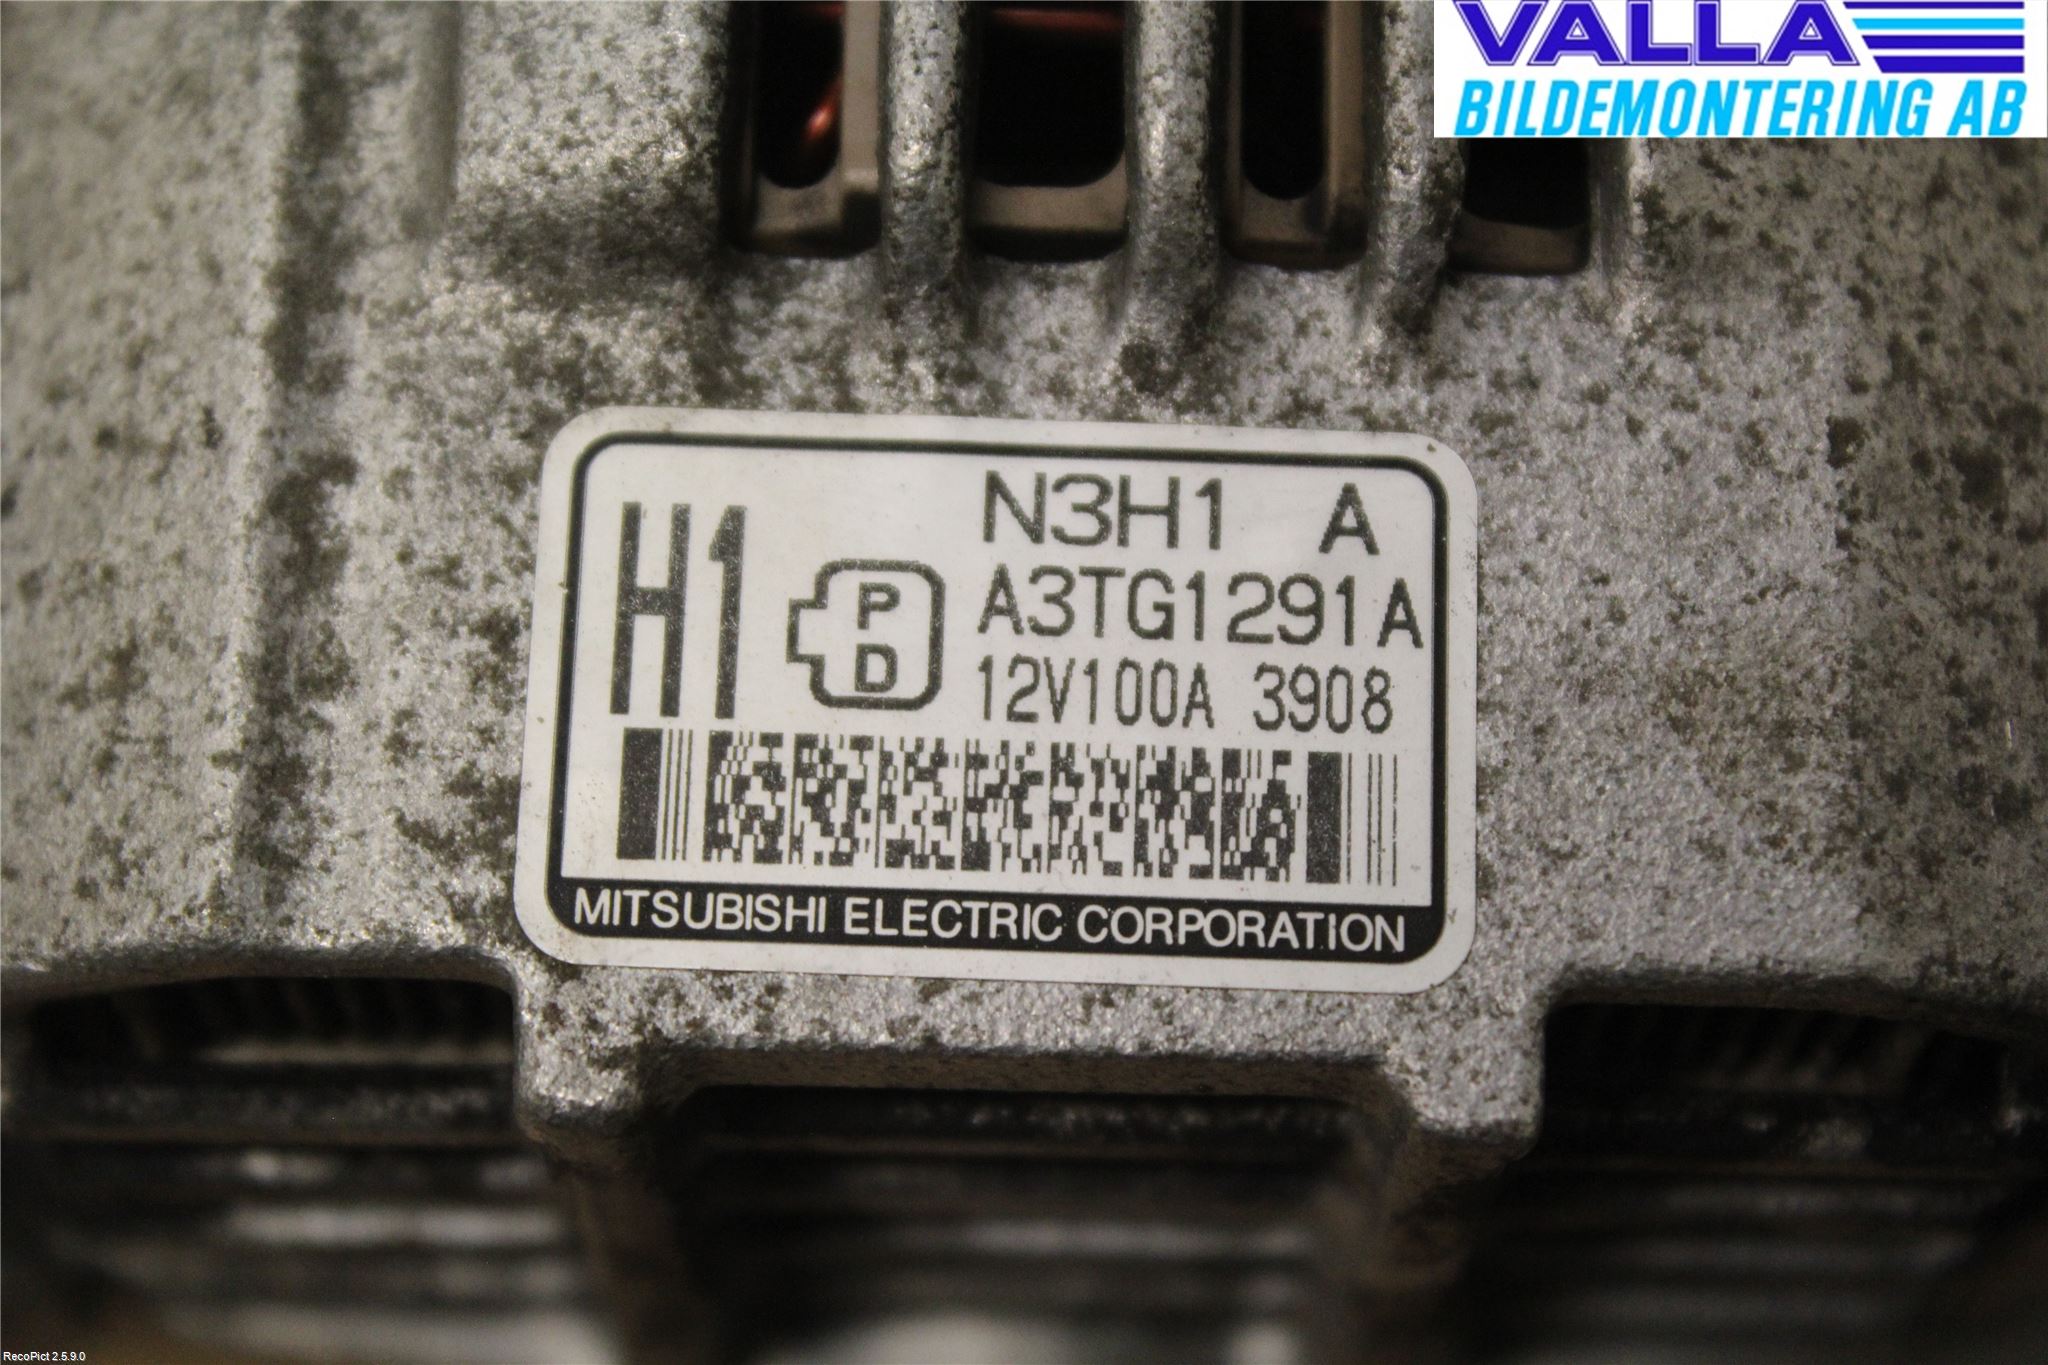 VALLA
BILDEMONTERING AB
N3H1 A
H1
P
D
A3TG1291A
12V100A 3908
MITSUBISHI ELECTRIC CORPORATION
RecoPict 2.5.9.0